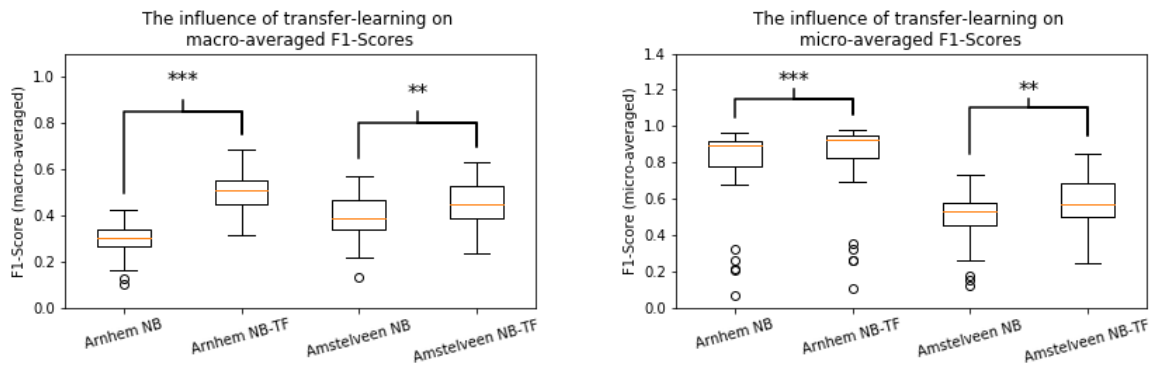 The influence of transfer-learning on
macro-averaged F1-Scores
F1-Score (macro-averaged)
1.0
0.8
0.6
0.4
0.2
0.0
***
**
Arnhem NB
Arnhem NB-TF
Amstelveen NB
Amstelveen NB-TF
The influence of transfer-learning on
micro-averaged F1-Scores
F1-Score (micro-averaged)
1.4
1.2
1.0
0.8
0.6
0.4
0.2
0.0
***
**
Arnhem NB
Arnhem NB-TF
Amstelveen NB
Amstelveen NB-TF